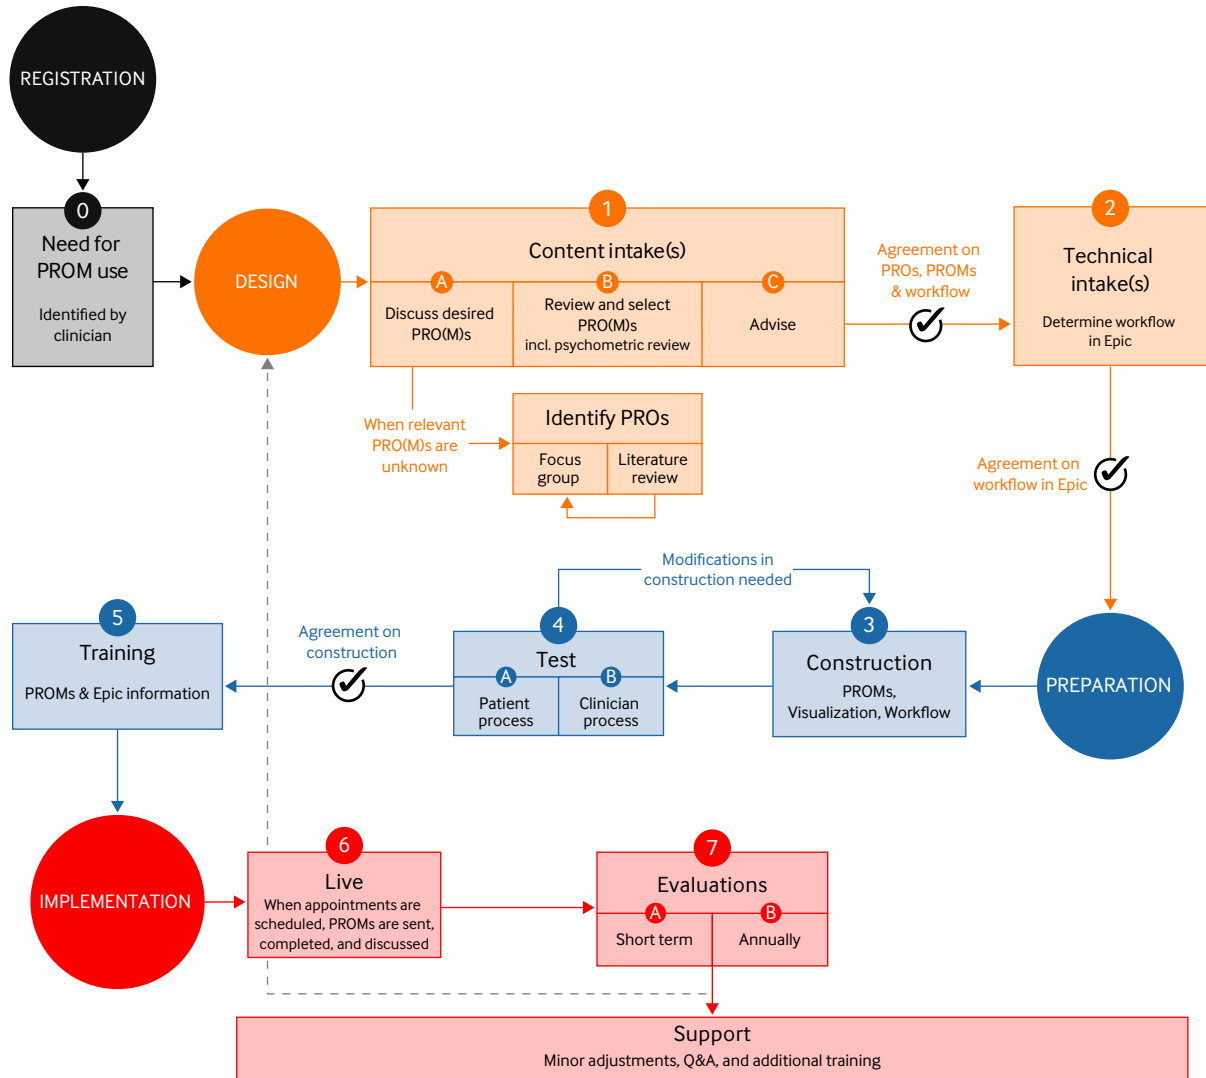 REGISTRATION
0
Need for
PROM use
Identified by
clinician
DESIGN
1
Content intake(s)
A
Discuss desired
PRO(M)s
B
Review and select
PRO(M)s
incl. psychometric review
C
Advise
Agreement on
PROs, PROMs
& workflow
2
Technical
intake(s)
Determine workflow
in Epic
When relevant
PRO(M)s are
unknown
Identify PROs
Focus
group
Literature
review
Agreement on
workflow in Epic
PREPARATION
3
Construction
PROMs,
Visualization, Workflow
Modifications in
construction needed
4
Test
A
Patient
process
B
Clinician
process
Agreement on
construction
5
Training
PROMs & Epic information
IMPLEMENTATION
6
Live
When appointments are
scheduled, PROMs are sent,
completed, and discussed
7
Evaluations
A
Short term
B
Annually
Support
Minor adjustments, Q&A, and additional training